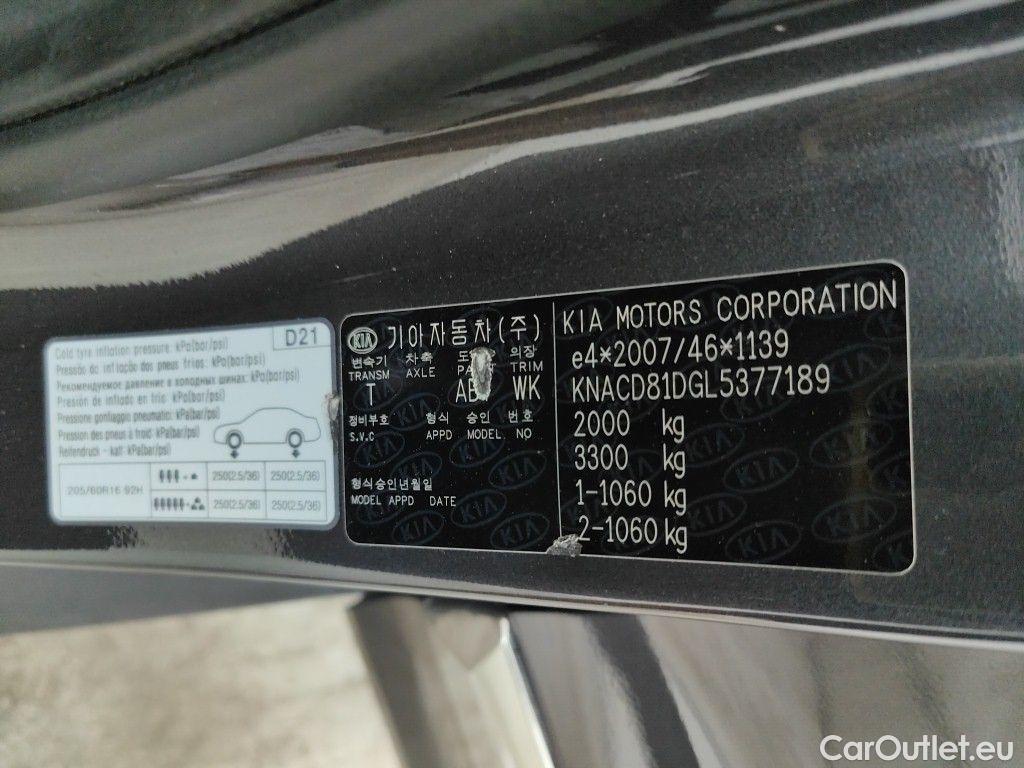 D21
Cold tyre inflation pressure: kPa(bar/psi)
Pressão do inflação dos pneus frios: kPa(bar/psi)
Рекомендуемое давление в холодных шинах: kPa(bar/psi)
Presión de inflado en frio: kPa(bar/psi)
Pressione gonfiaggio pneumatici: kPa(bar/psi)
Pression des pneus à froid: kPa(bar/psi)
Reifendruck - kalt: kPa(bar/psi)
205/60R16 92H
250(2.5/36) 250(2.5/36)
250(2.5/36) 250(2.5/36)
KIA 기아자동차(주)
변속기 차축 의장
TRANSM AXLE TRIM
T WK
정비부호 형식 승인 번호
S.V.C APPD MODEL NO
형식승인년월일
MODEL APPD DATE
KIA MOTORS CORPORATION
e4*2007/46*1139
KNACD81DGL5377189
2000 kg
3300 kg
1-1060 kg
2-1060 kg
CarOutlet.eu